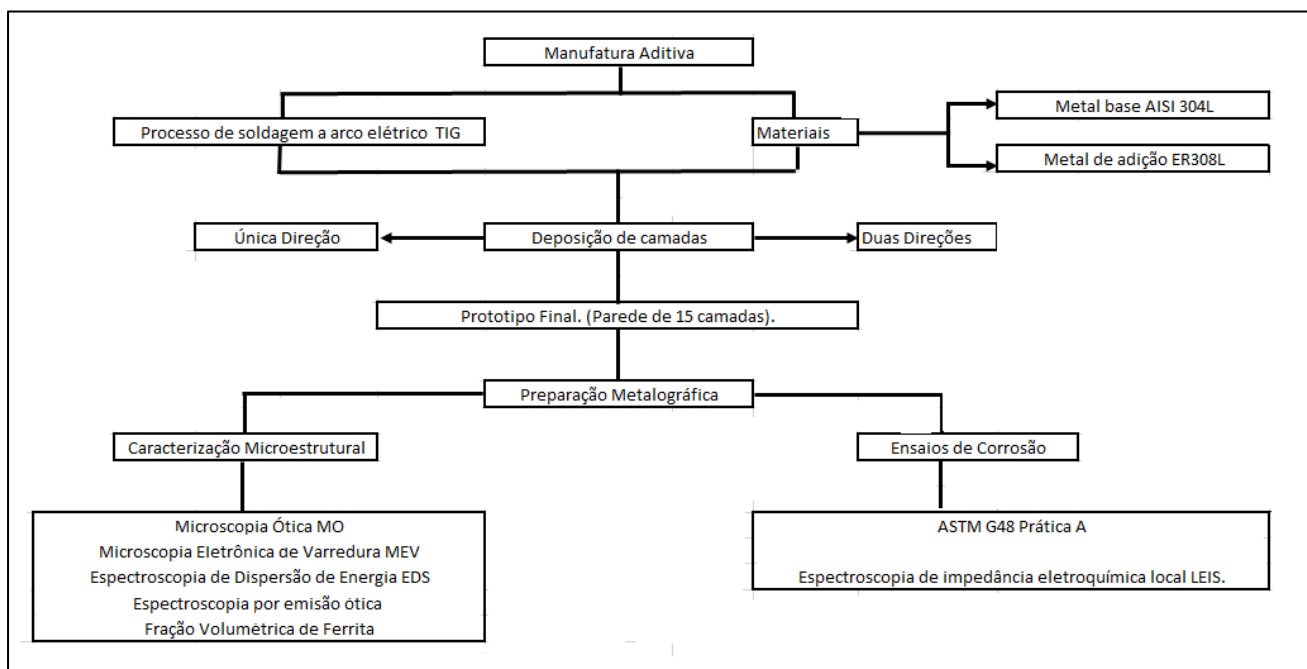 Manufatura Aditiva
Processo de soldagem a arco elétrico TIG
Materiais
Metal base AISI 304L
Metal de adição ER308L
Única Direção
Deposição de camadas
Duas Direções
Prototipo Final. (Parede de 15 camadas).
Preparação Metalográfica
Caracterização Microestrutural
Ensaios de Corrosão
Microscopia Ótica MO
Microscopia Eletrônica de Varredura MEV
Espectroscopia de Dispersão de Energia EDS
Espectroscopia por emisão ótica
Fração Volumétrica de Ferrita
ASTM G48 Prática A
Espectroscopia de impedância eletroquímica local LEIS.